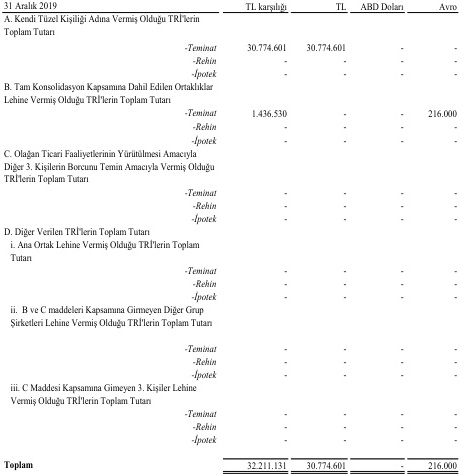 31 Aralık 2019 TL karşılığı TL ABD Doları Avro
A. Kendi Tüzel Kişiliği Adına Vermiş Olduğu TRİ'lerin
Toplam Tutarı
-Teminat 30.774.601 30.774.601 - -
-Rehin - - - -
-İpotek - - - -
B. Tam Konsolidasyon Kapsamına Dahil Edilen Ortaklıklar
Lehine Vermiş Olduğu TRİ'lerin Toplam Tutarı
-Teminat 1.436.530 - - 216.000
-Rehin - - - -
-İpotek - - - -
C. Olağan Ticari Faaliyetlerinin Yürütülmesi Amacıyla
Diğer 3. Kişilerin Borcunu Temin Amacıyla Vermiş Olduğu
TRİ'lerin Toplam Tutarı
-Teminat - - - -
-Rehin - - - -
-İpotek - - - -
D. Diğer Verilen TRİ'lerin Toplam Tutarı
i. Ana Ortak Lehine Vermiş Olduğu TRİ'lerin Toplam
Tutarı
-Teminat - - - -
-Rehin - - - -
-İpotek - - - -
ii. B ve C maddeleri Kapsamına Girmeyen Diğer Grup
Şirketleri Lehine Vermiş Olduğu TRİ'lerin Toplam Tutarı
-Teminat - - - -
-Rehin - - - -
-İpotek - - - -
iii. C Maddesi Kapsamına Gimeyen 3. Kişiler Lehine
Vermiş Olduğu TRİ'lerin Toplam Tutarı
-Teminat - - - -
-Rehin - - - -
-İpotek - - - -
Toplam 32.211.131 30.774.601 - 216.000